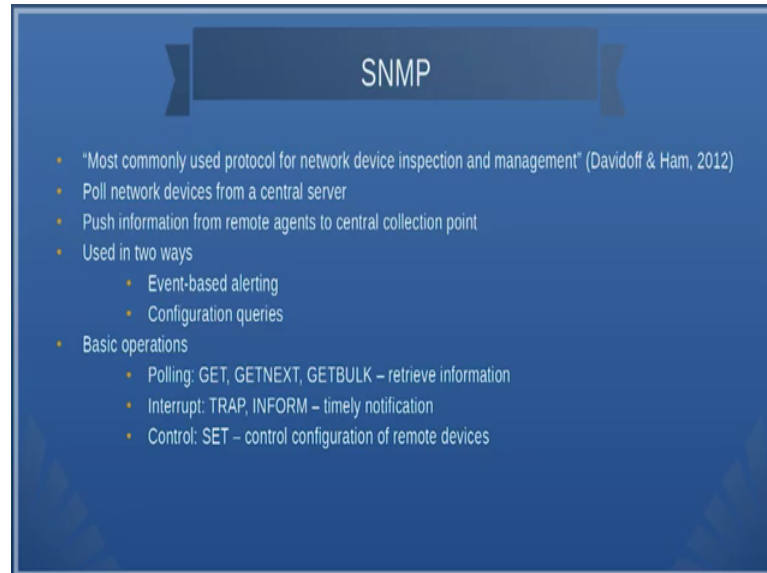 SNMP
• “Most commonly used protocol for network device inspection and management” (Davidoff & Ham, 2012)
• Poll network devices from a central server
• Push information from remote agents to central collection point
• Used in two ways
• Event-based alerting
• Configuration queries
• Basic operations
• Polling: GET, GETNEXT, GETBULK – retrieve information
• Interrupt: TRAP, INFORM – timely notification
• Control: SET – control configuration of remote devices